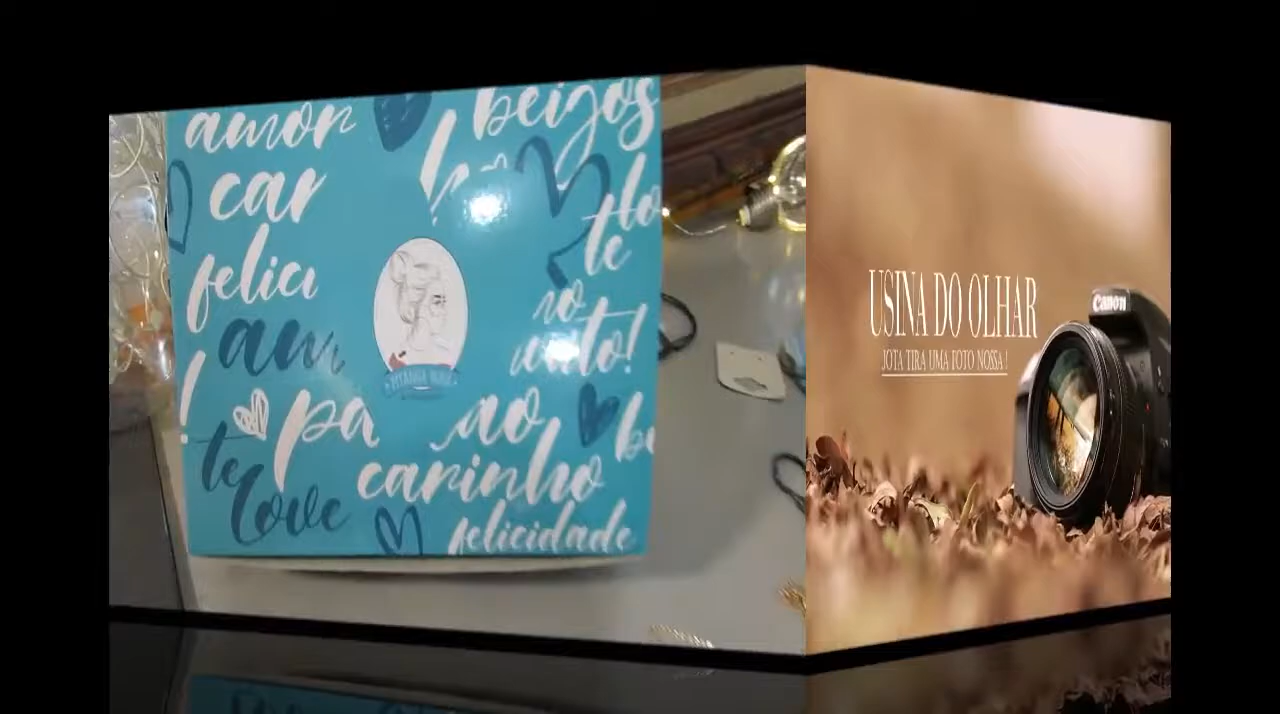 amor
beijos
car
te
felici
am
pa
ao
te
love
carinho
felicidade
USINA DO OLHAR
JOTA TIRA UMA FOTO NOSSA !
Canon